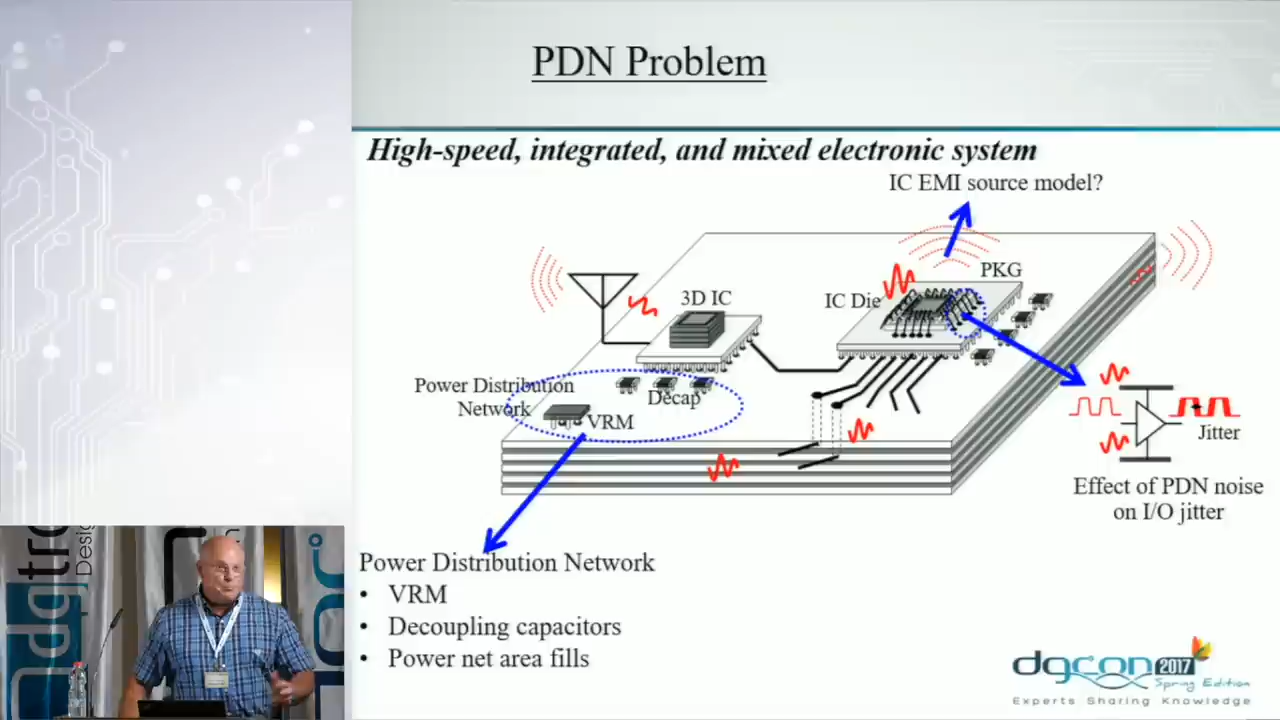 PDN Problem
High-speed, integrated, and mixed electronic system
IC EMI source model?
PKG
IC Die
3D IC
Power Distribution
Network
Decap
VRM
Jitter
Effect of PDN noise
on I/O jitter
Power Distribution Network
• VRM
• Decoupling capacitors
• Power net area fills
dgtro
Desig
dgcon 2017
Spring Edition
Experts Sharing Knowledge